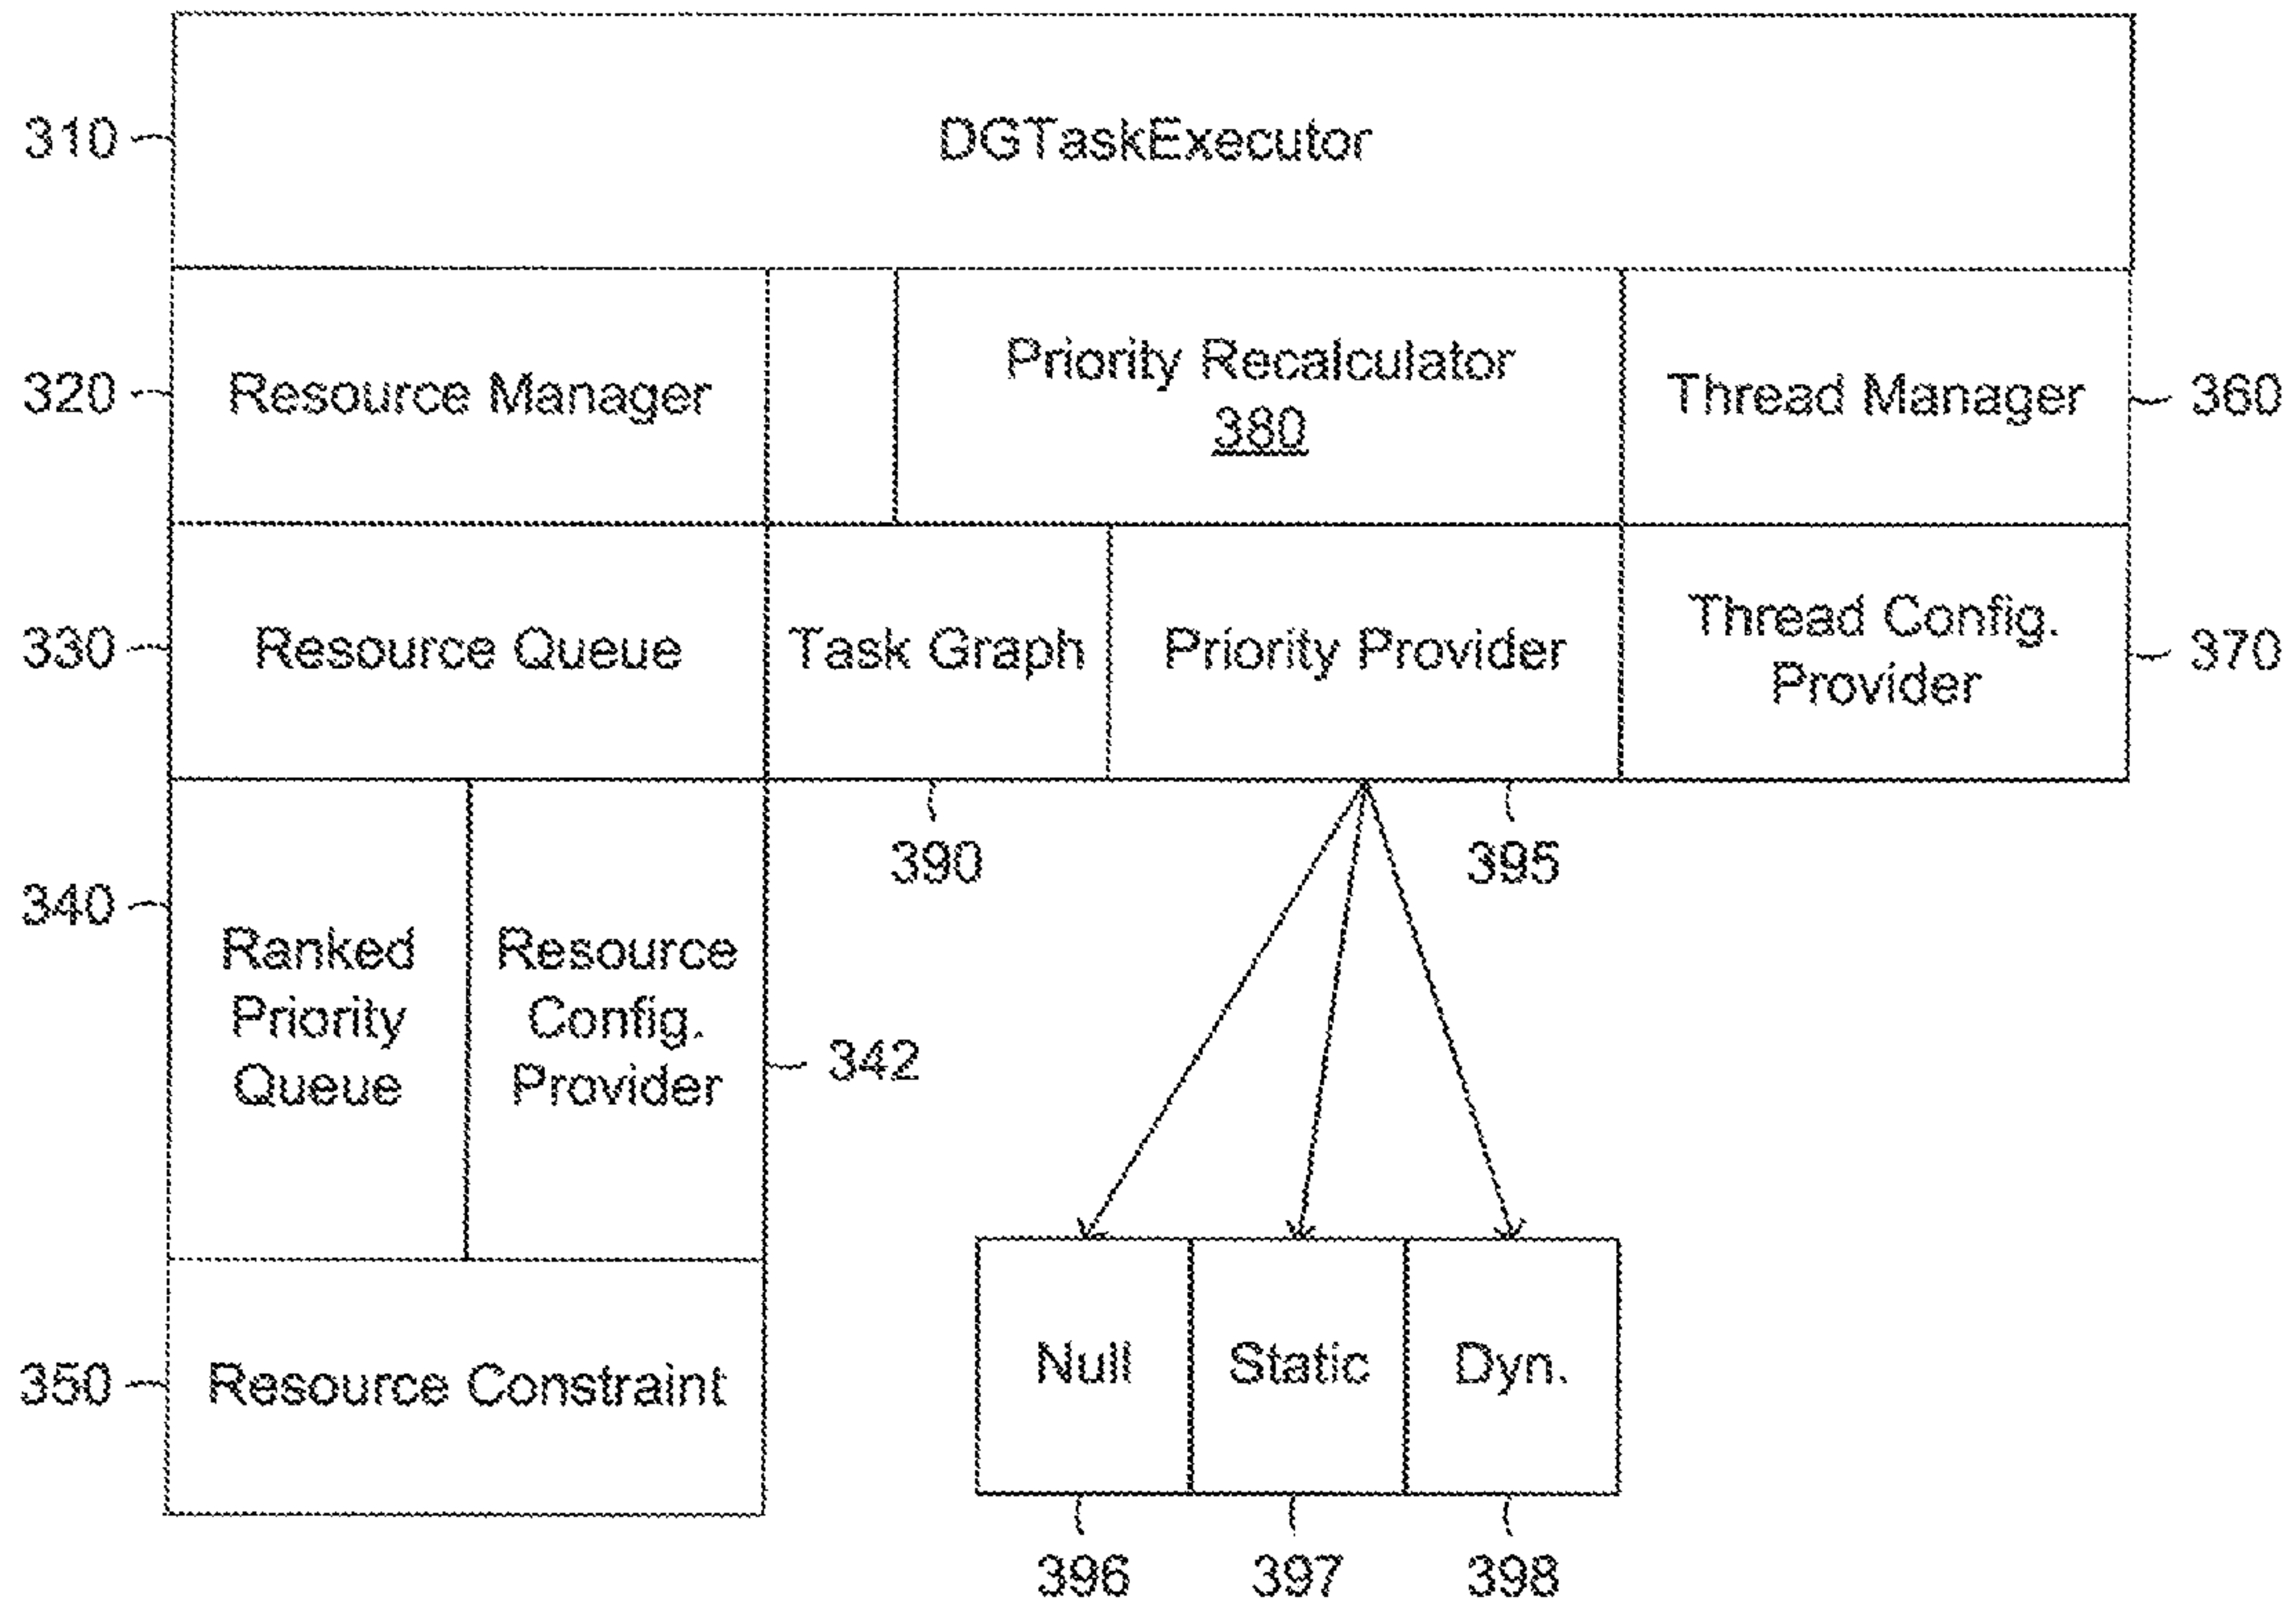 310
DGTaskExecutor
320
Resource Manager
Priority Recalculator
380
Thread Manager
360
330
Resource Queue
Task Graph
Priority Provider
Thread Config.
Provider
370
390
395
340
Ranked
Priority
Queue
Resource
Config.
Provider
342
350
Resource Constraint
Null
Static
Dyn.
396
397
398